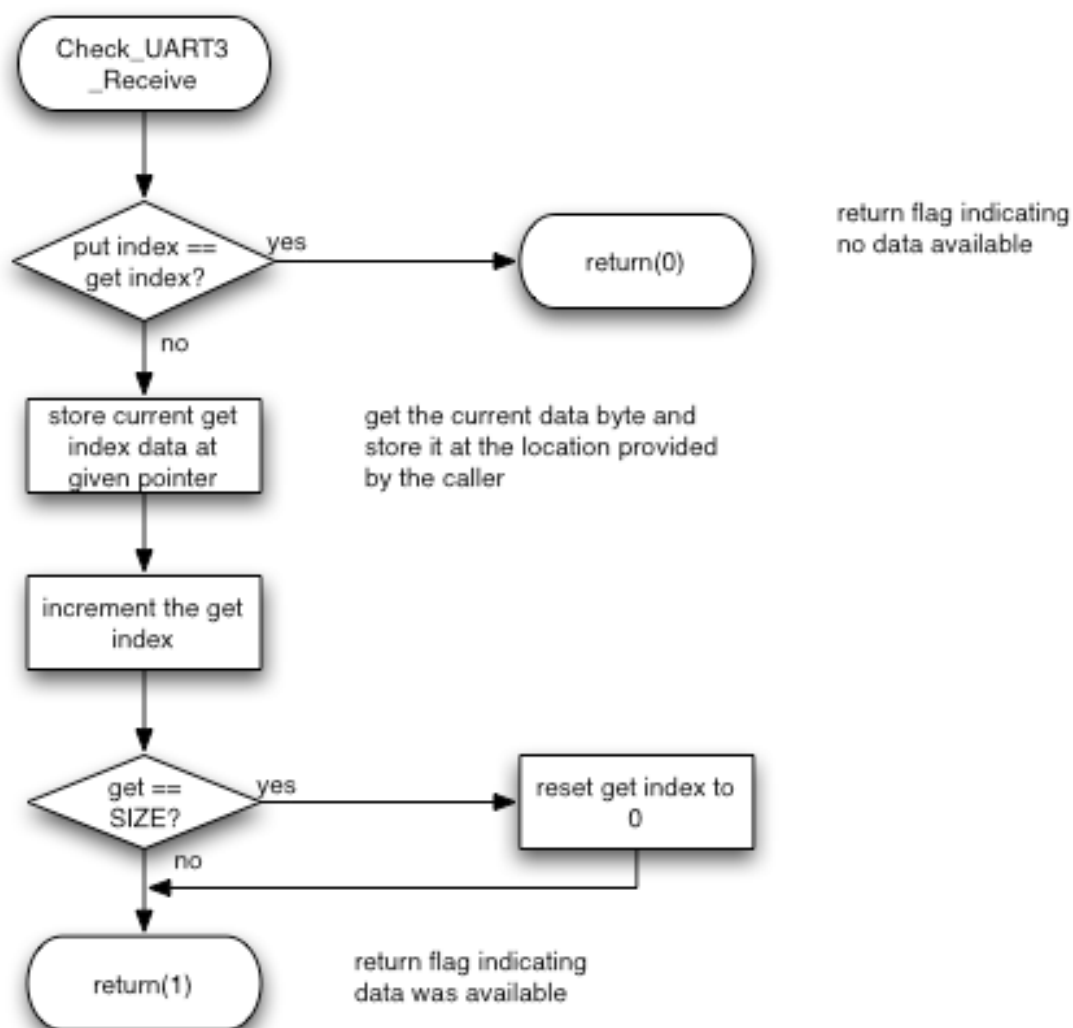 Check_UART3
_Receive
put index ==
get index?
yes
return(0)
return flag indicating
no data available
no
store current get
index data at
given pointer
get the current data byte and
store it at the location provided
by the caller
increment the get
index
get ==
SIZE?
yes
reset get index to
0
no
return(1)
return flag indicating
data was available